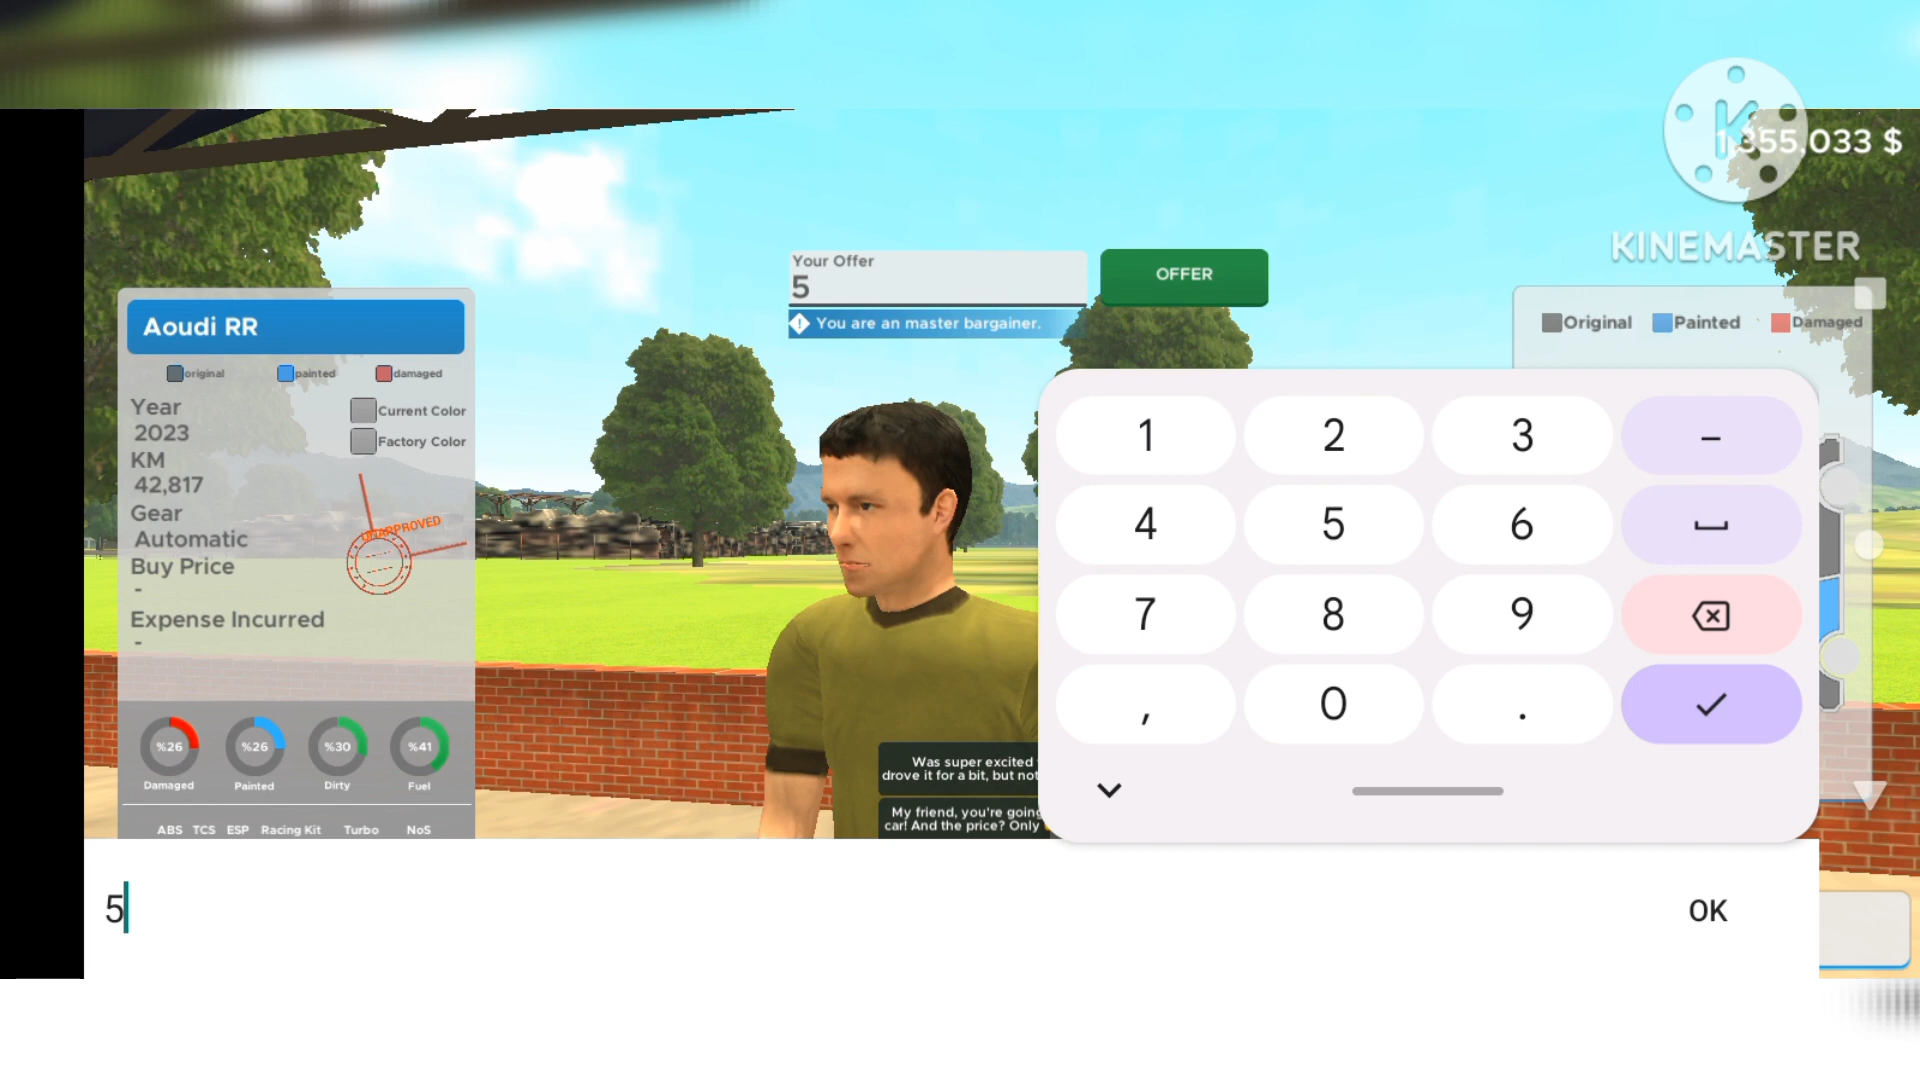 1,355,033 $
KINEMASTER
Your Offer
5
OFFER
You are an master bargainer.
Aoudi RR
original painted damaged
Year
2023
Current Color
KM
Factory Color
42,817
Gear
Automatic
Buy Price
-
Expense Incurred
-
%26 %26 %30 %41
Damaged Painted Dirty Fuel
ABS TCS ESP Racing Kit Turbo NoS
Original Painted Damaged
Was super excited
drove it for a bit, but not
My friend, you're going
car! And the price? Only
1 2 3 –
4 5 6
7 8 9
, 0 .
5
OK